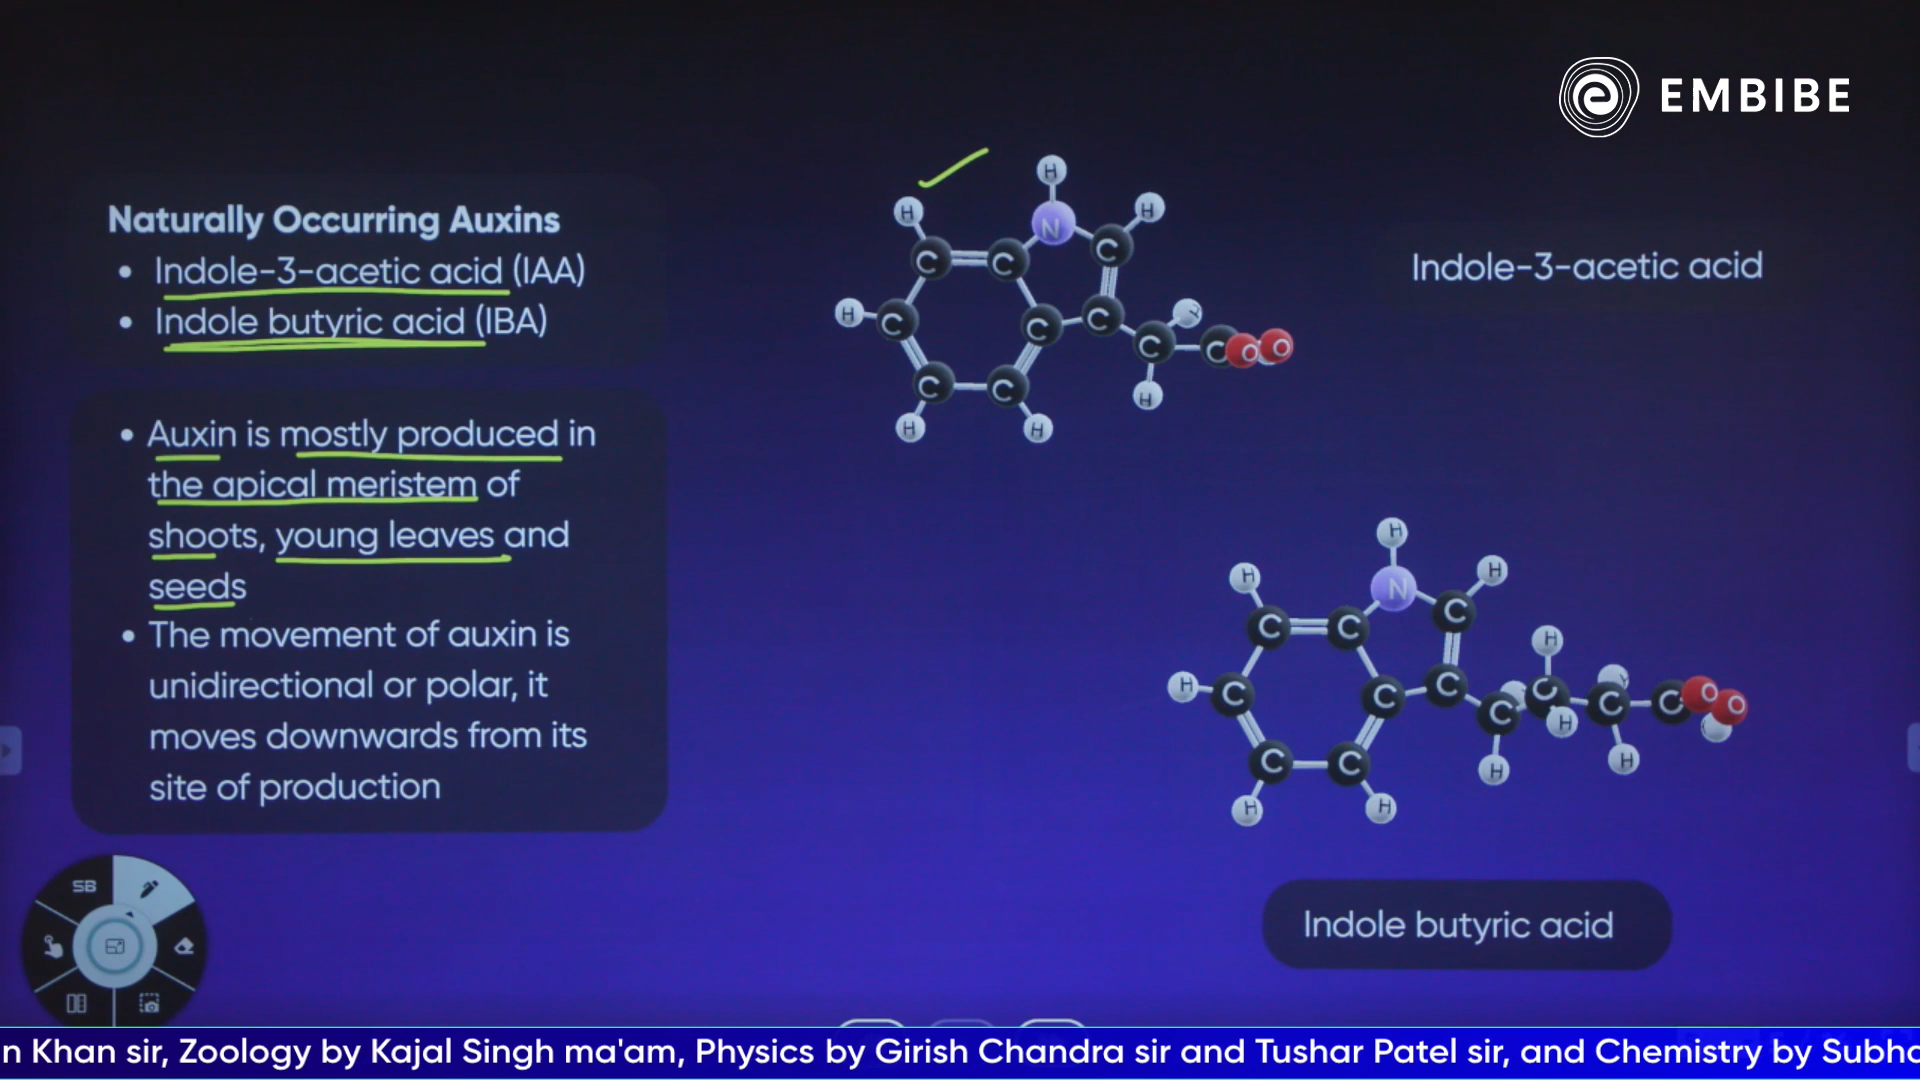 EMBIBE
Naturally Occurring Auxins
• Indole-3-acetic acid (IAA)
• Indole butyric acid (IBA)
• Auxin is mostly produced in
the apical meristem of
shoots, young leaves and
seeds
• The movement of auxin is
unidirectional or polar, it
moves downwards from its
site of production
H
H
H
N
H
C
C
C
C
H
C
C
C
C
C
O
O
C
C
H
H
H
Indole-3-acetic acid
H
H
N
H
C
C
C
H
H
C
C
C
C
C
C
C
O
O
H
C
C
H
H
H
H
Indole butyric acid
SB
n Khan sir, Zoology by Kajal Singh ma'am, Physics by Girish Chandra sir and Tushar Patel sir, and Chemistry by